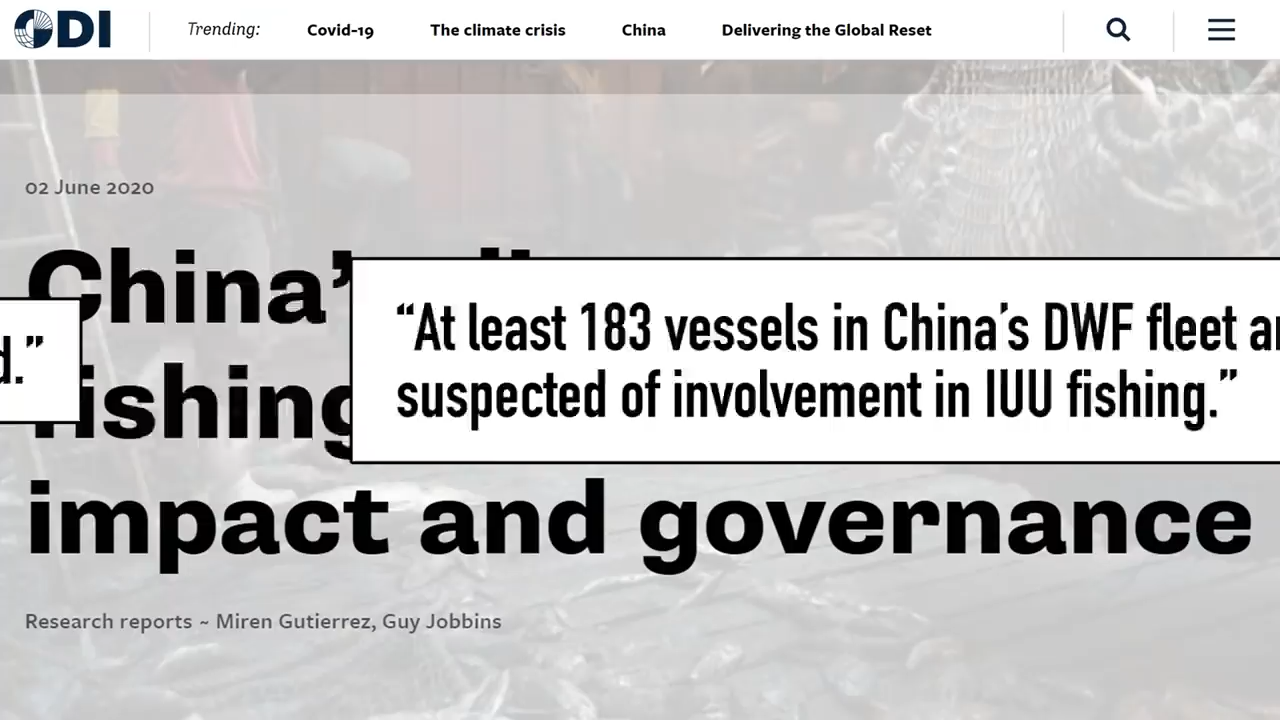 ODI
Trending: Covid-19 The climate crisis China Delivering the Global Reset
02 June 2020
China’
d.”
“At least 183 vessels in China’s DWF fleet
suspected of involvement in IUU fishing.”
fishing
impact and governance
Research reports ~ Miren Gutierrez, Guy Jobbins